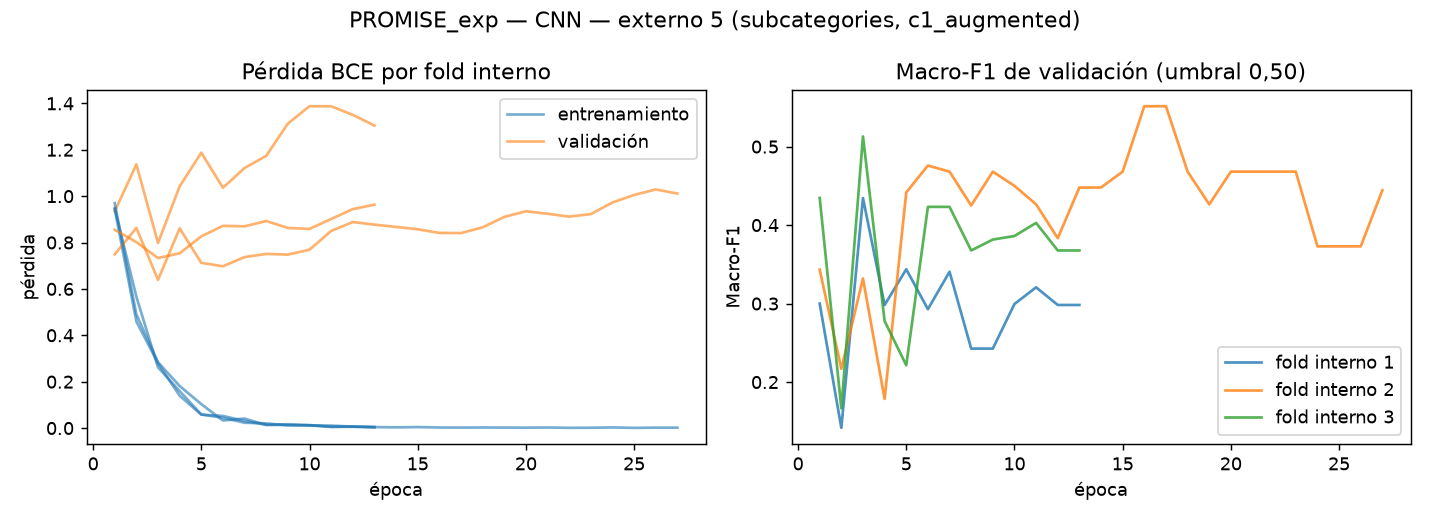 PROMISE_exp — CNN — externo 5 (subcategories, c1_augmented)
Pérdida BCE por fold interno
pérdida
1.4
1.2
1.0
0.8
0.6
0.4
0.2
0.0
0
5
10
15
20
25
época
entrenamiento
validación
Macro-F1 de validación (umbral 0,50)
Macro-F1
0.5
0.4
0.3
0.2
0
5
10
15
20
25
época
fold interno 1
fold interno 2
fold interno 3